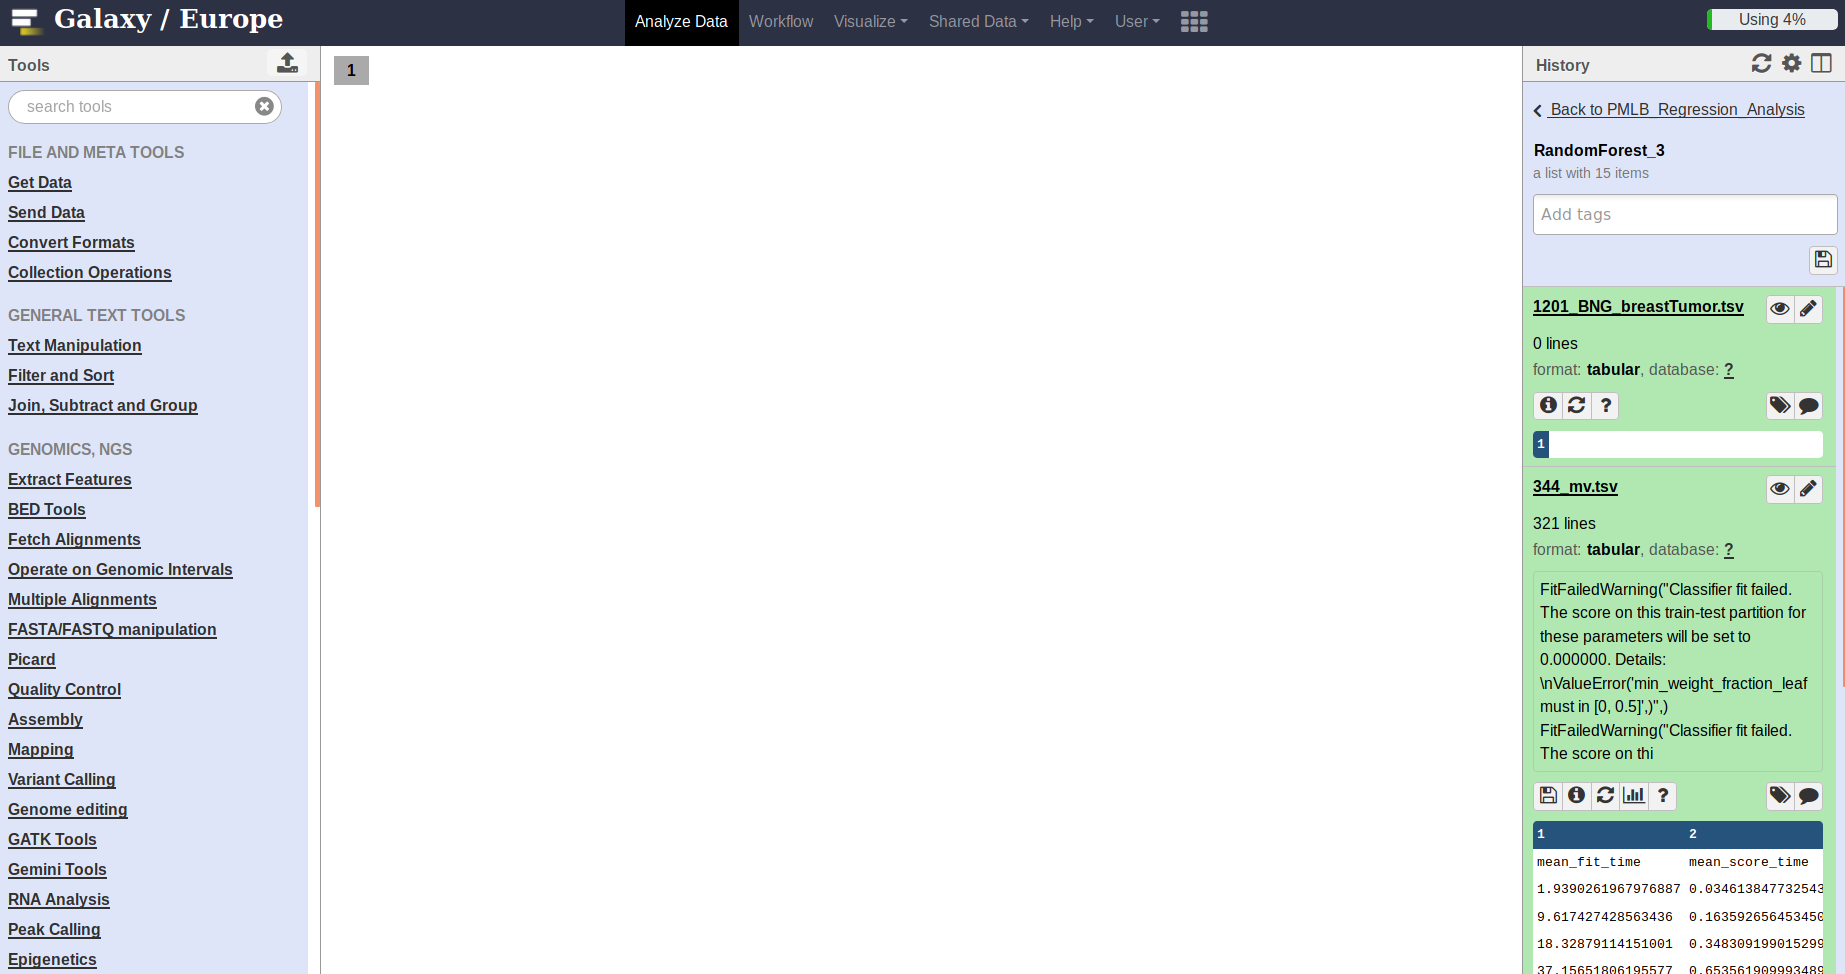 Galaxy / Europe
Analyze Data
Workflow
Visualize
Shared Data
Help
User
Using 4%
Tools
search tools
FILE AND META TOOLS
Get Data
Send Data
Convert Formats
Collection Operations
GENERAL TEXT TOOLS
Text Manipulation
Filter and Sort
Join, Subtract and Group
GENOMICS, NGS
Extract Features
BED Tools
Fetch Alignments
Operate on Genomic Intervals
Multiple Alignments
FASTA/FASTQ manipulation
Picard
Quality Control
Assembly
Mapping
Variant Calling
Genome editing
GATK Tools
Gemini Tools
RNA Analysis
Peak Calling
Epigenetics
1
History
Back to PMLB_Regression_Analysis
RandomForest_3
a list with 15 items
Add tags
1201_BNG_breastTumor.tsv
0 lines
format: tabular, database: ?
?
1
344_mv.tsv
321 lines
format: tabular, database: ?
FitFailedWarning("Classifier fit failed.
The score on this train-test partition for
these parameters will be set to
0.000000. Details:
\nValueError('min_weight_fraction_leaf
must in [0, 0.5]',)",)
FitFailedWarning("Classifier fit failed.
The score on thi
?
1 2
mean_fit_time mean_score_time
1.9390261967976887 0.034613847732543
9.617427428563436 0.163592656453450
18.32879114151001 0.348309199015299
37.15651806195577 0.653561909993489